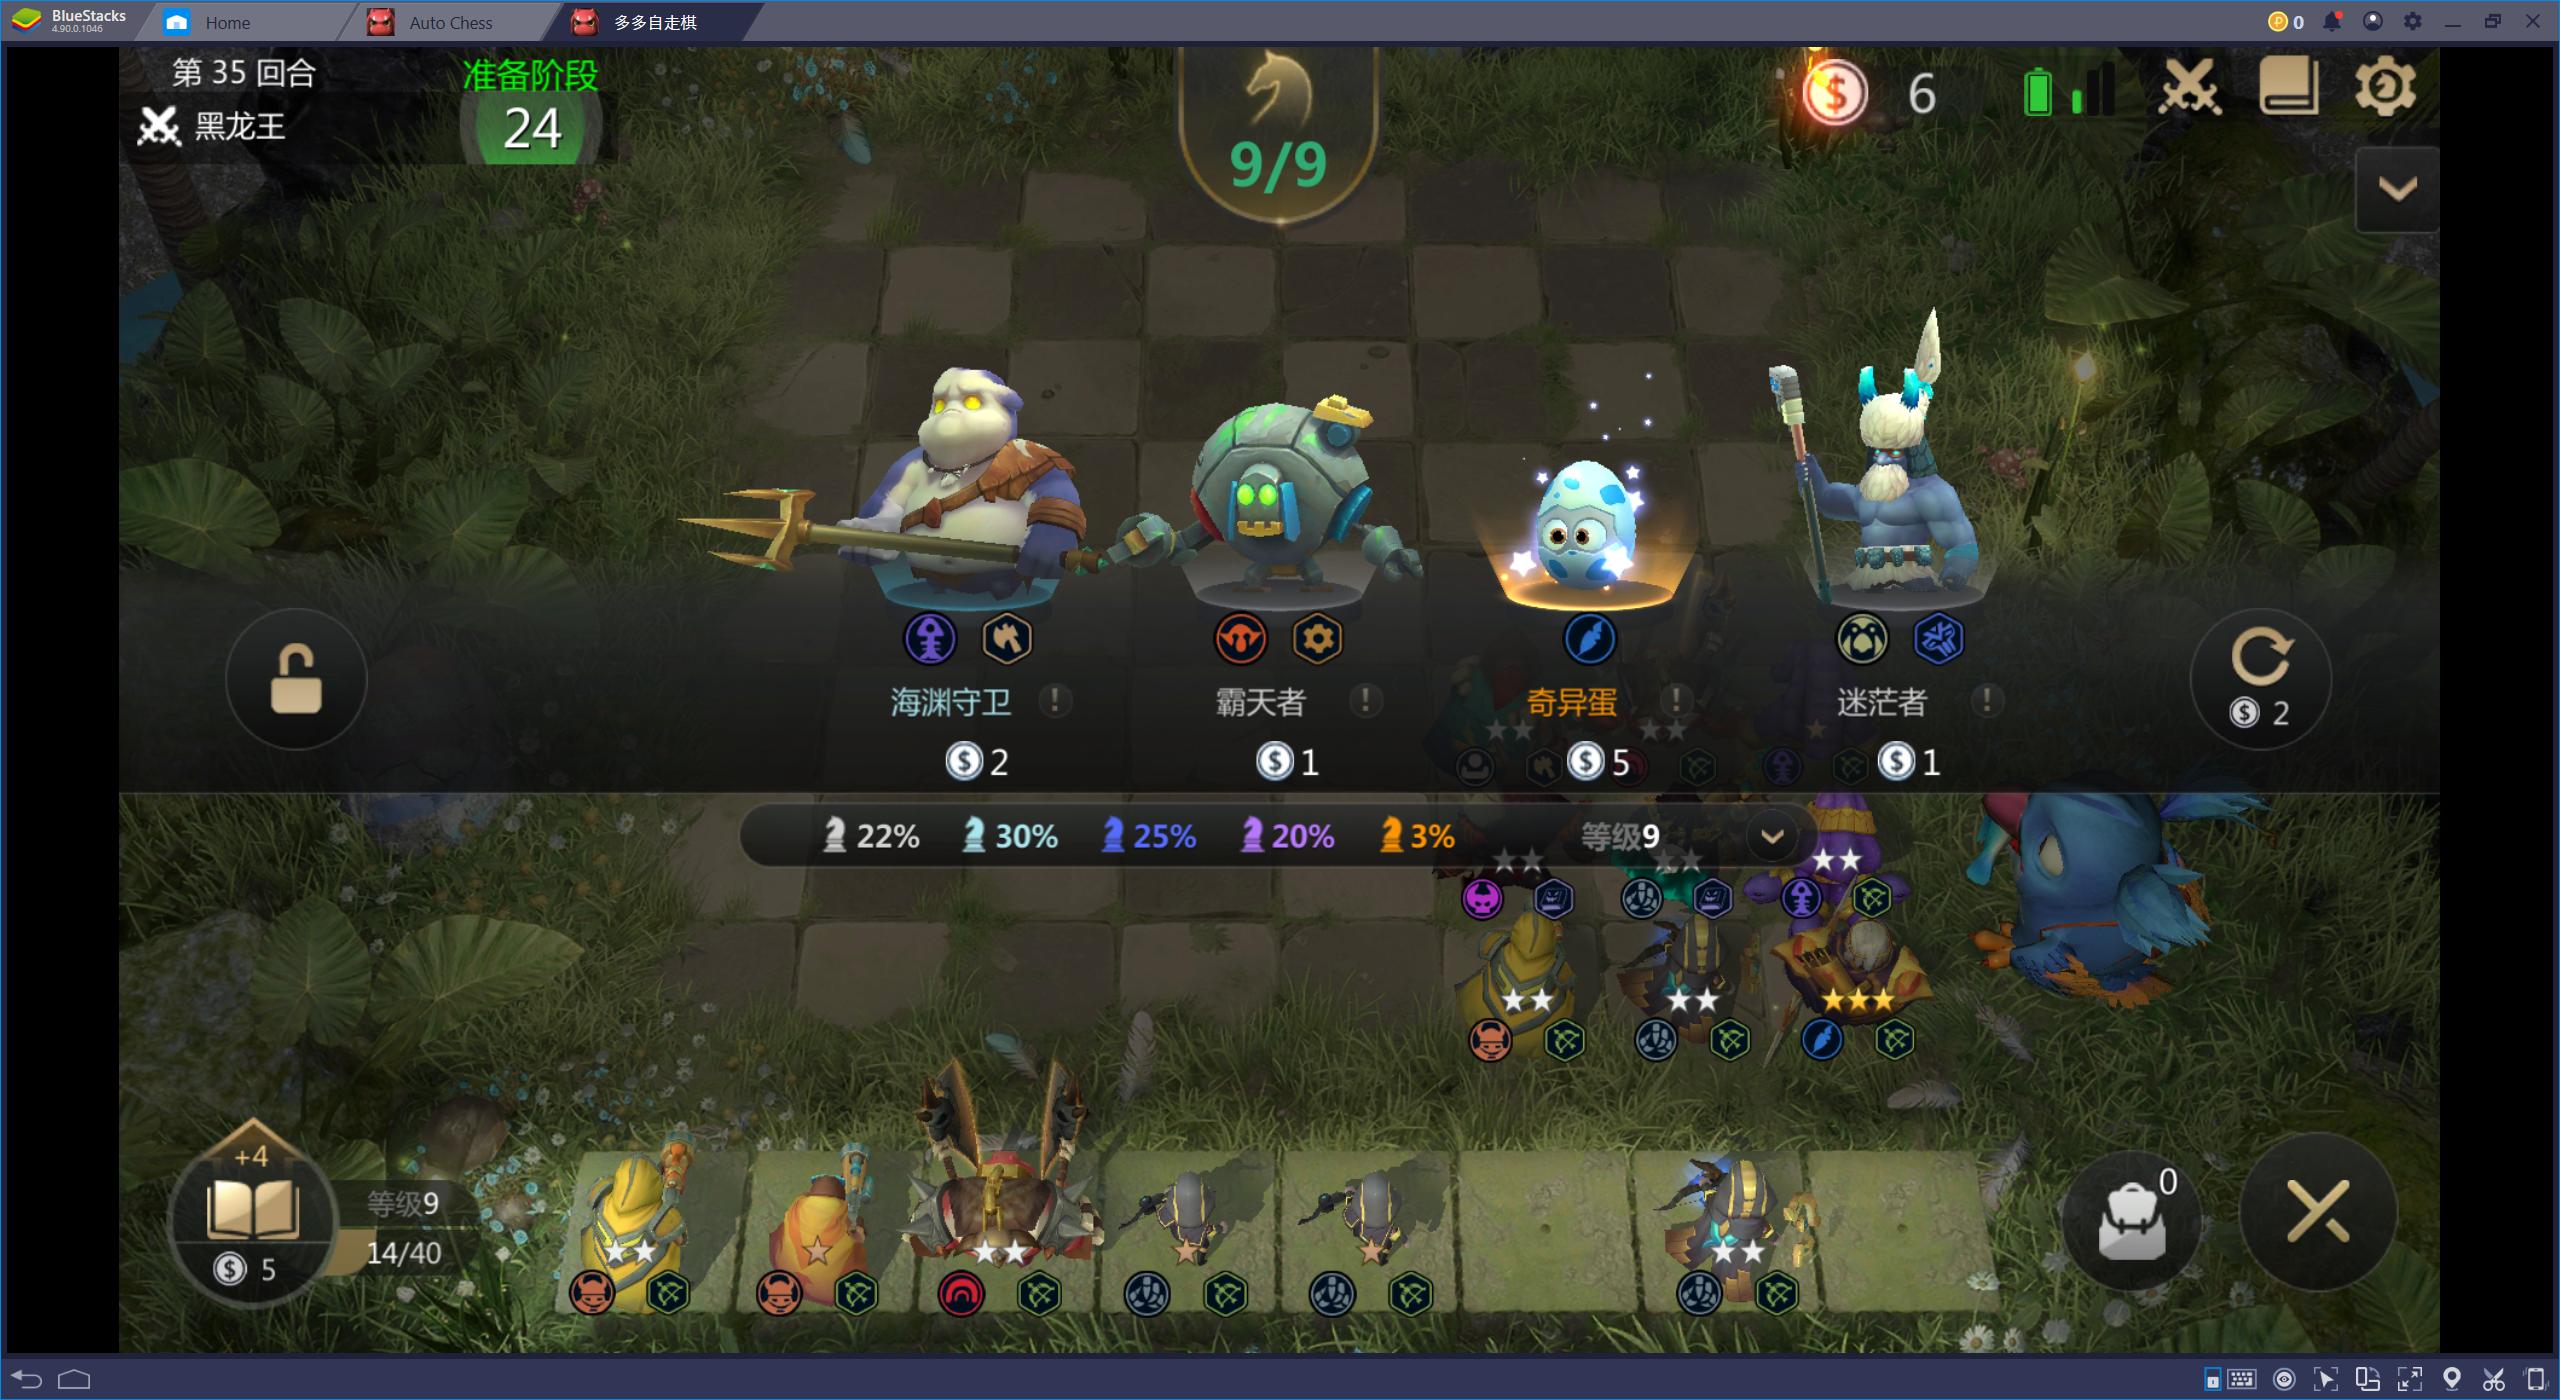 BlueStacks
4.90.0.1046
Home
Auto Chess
多多自走棋
0
第 35 回合
准备阶段
24
黑龙王
9/9
6
海渊守卫 !
2
霸天者 !
1
奇异蛋 !
5
迷茫者 !
1
2
22% 30% 25% 20% 3% 等级9
+4
等级9
14/40
5
0